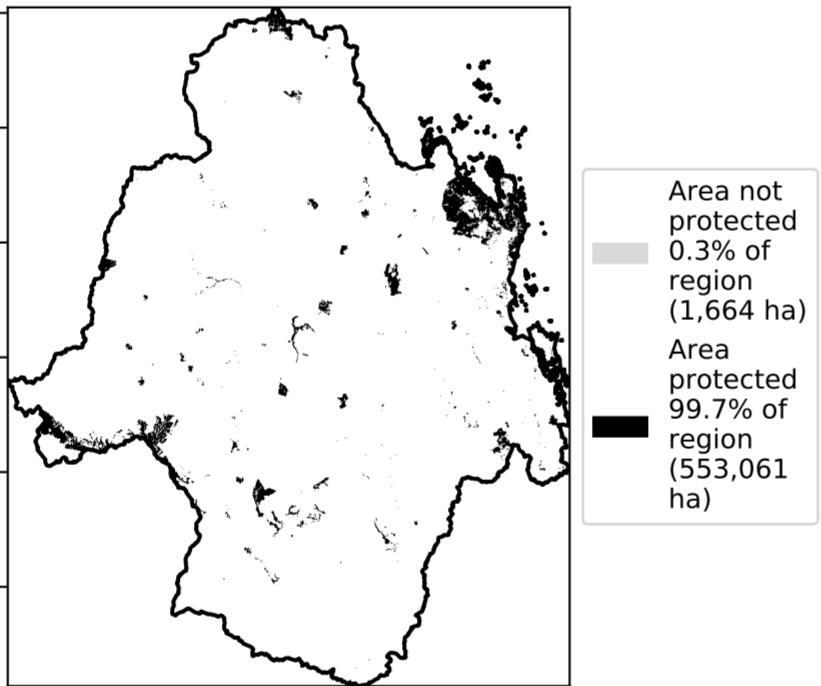 Area not
protected
0.3% of
region
(1,664 ha)
Area
protected
99.7% of
region
(553,061
ha)